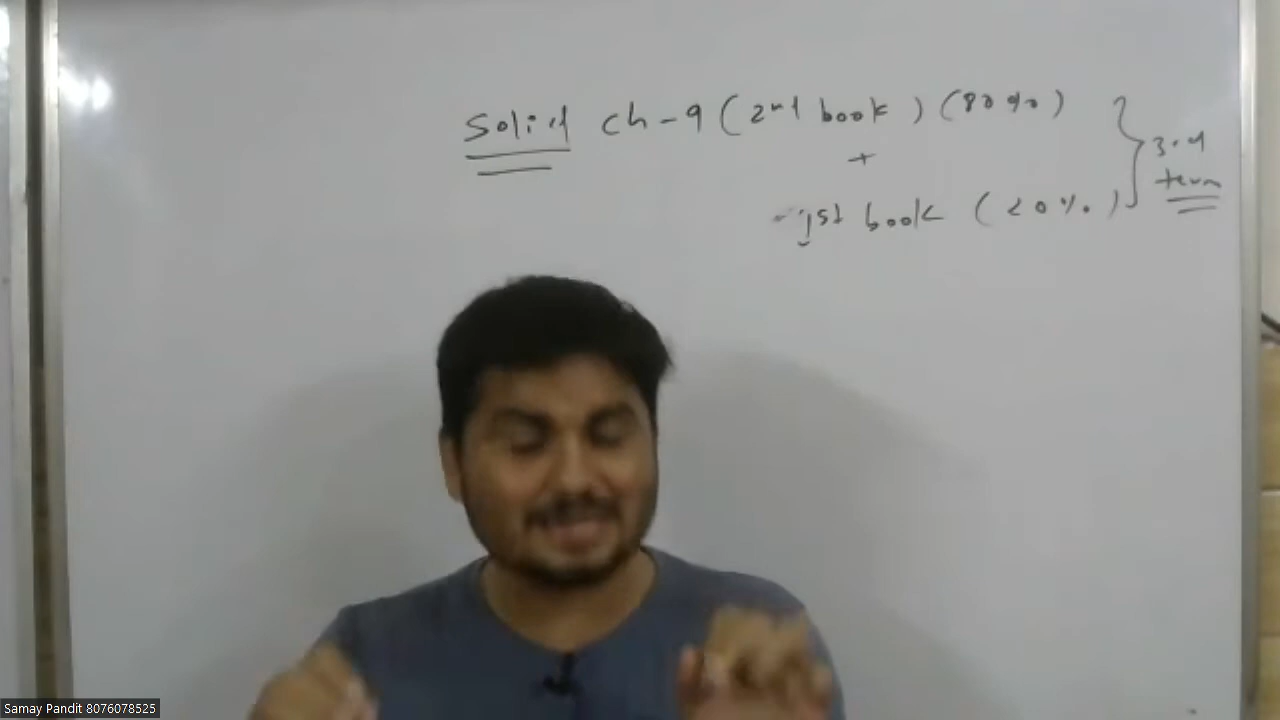 Solid ch-9 (2nd book) (80%)
+
1st book (20%)
3rd
term
Samay Pandit 8076078525